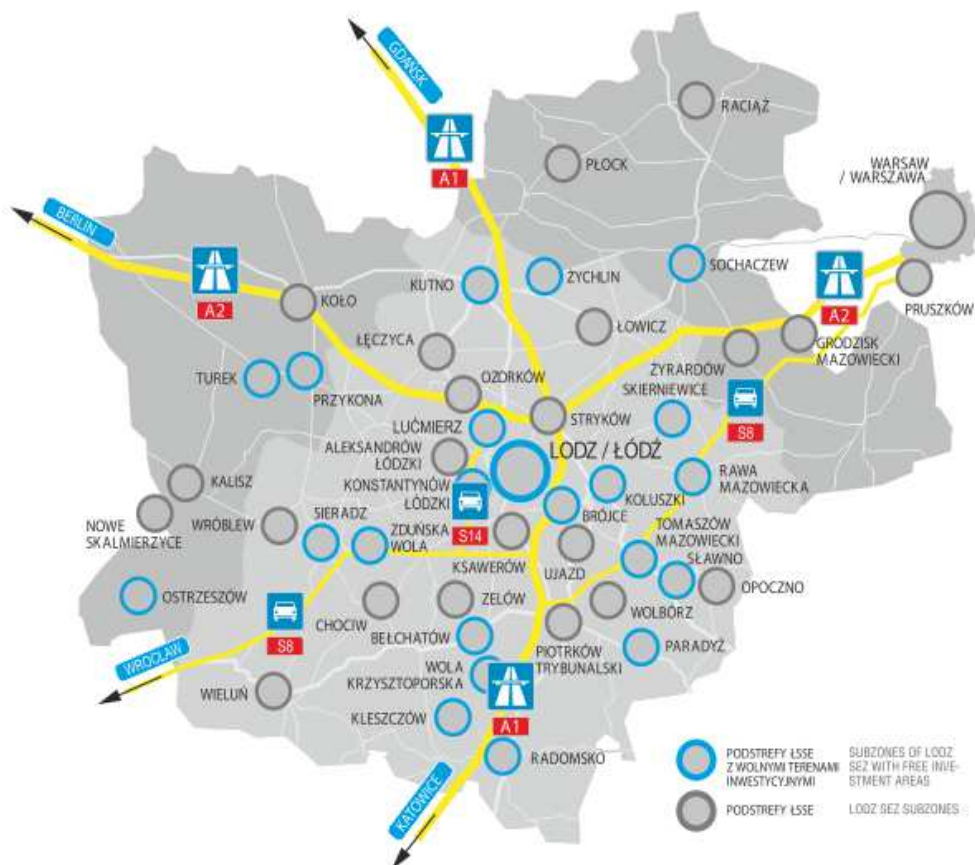 GDAŃSK
A1
RACIĄŻ
PŁOCK
WARSAW
/ WARSZAWA
BERLIN
A2
KOŁO
KUTNO
ŻYCHLIN
SOCHACZEW
A2
PRUSZKÓW
ŁOWICZ
GRODZISK
MAZOWIECKI
ŁĘCZYCA
ŻYRARDÓW
TUREK
PRZYKONA
OZORKÓW
SKIERNIEWICE
S8
STRYKÓW
LUĆMIERZ
LODZ / ŁÓDŹ
ALEKSANDRÓW
ŁÓDZKI
KONSTANTYNÓW
ŁÓDZKI
S14
KALISZ
NOWE
SKALMIERZYCE
WRÓBLEW
SIERADZ
ZDUŃSKA
WOLA
KSAWERÓW
BRÓJCE
KOLUSZKI
RAWA
MAZOWIECKA
TOMASZÓW
MAZOWIECKI
SŁAWNO
UJAZD
OPOCZNO
OSTRZESZÓW
S8
CHOCIW
ZELÓW
WOLBÓRZ
BEŁCHATÓW
PIOTRKÓW
TRYBUNALSKI
PARADYŻ
WROCŁAW
WIELUŃ
WOLA
KRZYSZTOPORSKA
KLESZCZÓW
A1
RADOMSKO
KATOWICE
PODSTREFY ŁSSE
Z WOLNYMI TERENAMI
INWESTYCYJNYMI
SUBZONES OF LODZ
SEZ WITH FREE INVE-
STMENT AREAS
PODSTREFY ŁSSE
LODZ SEZ SUBZONES